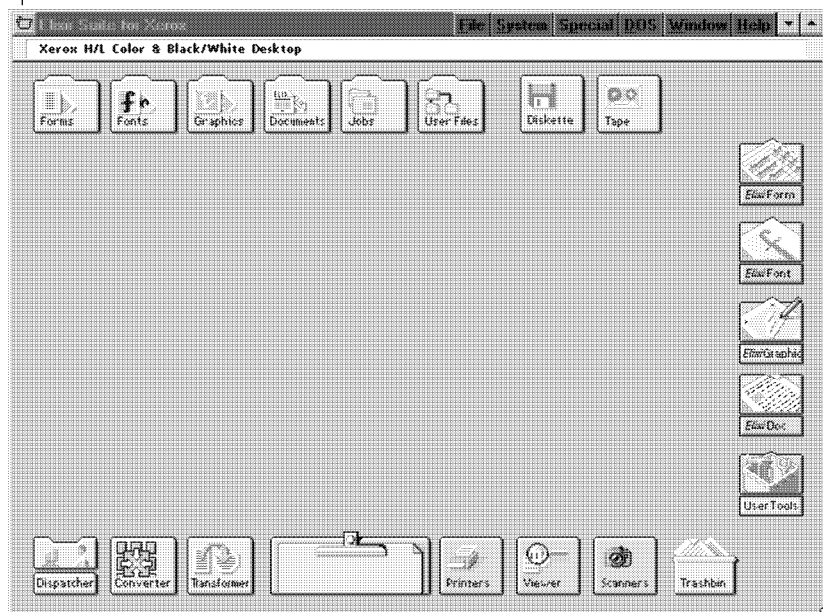 Elixir Suite for Xerox File System Special DOS Window Help
Xerox H/L Color & Black/White Desktop
Forms Fonts Graphics Documents Jobs User Files Diskette Tape
ElixiForm
ElixiFont
ElixiGraphic
ElixiDoc
User Tools
Dispatcher Converter Transformer Printers Viewer Scanners Trashbin